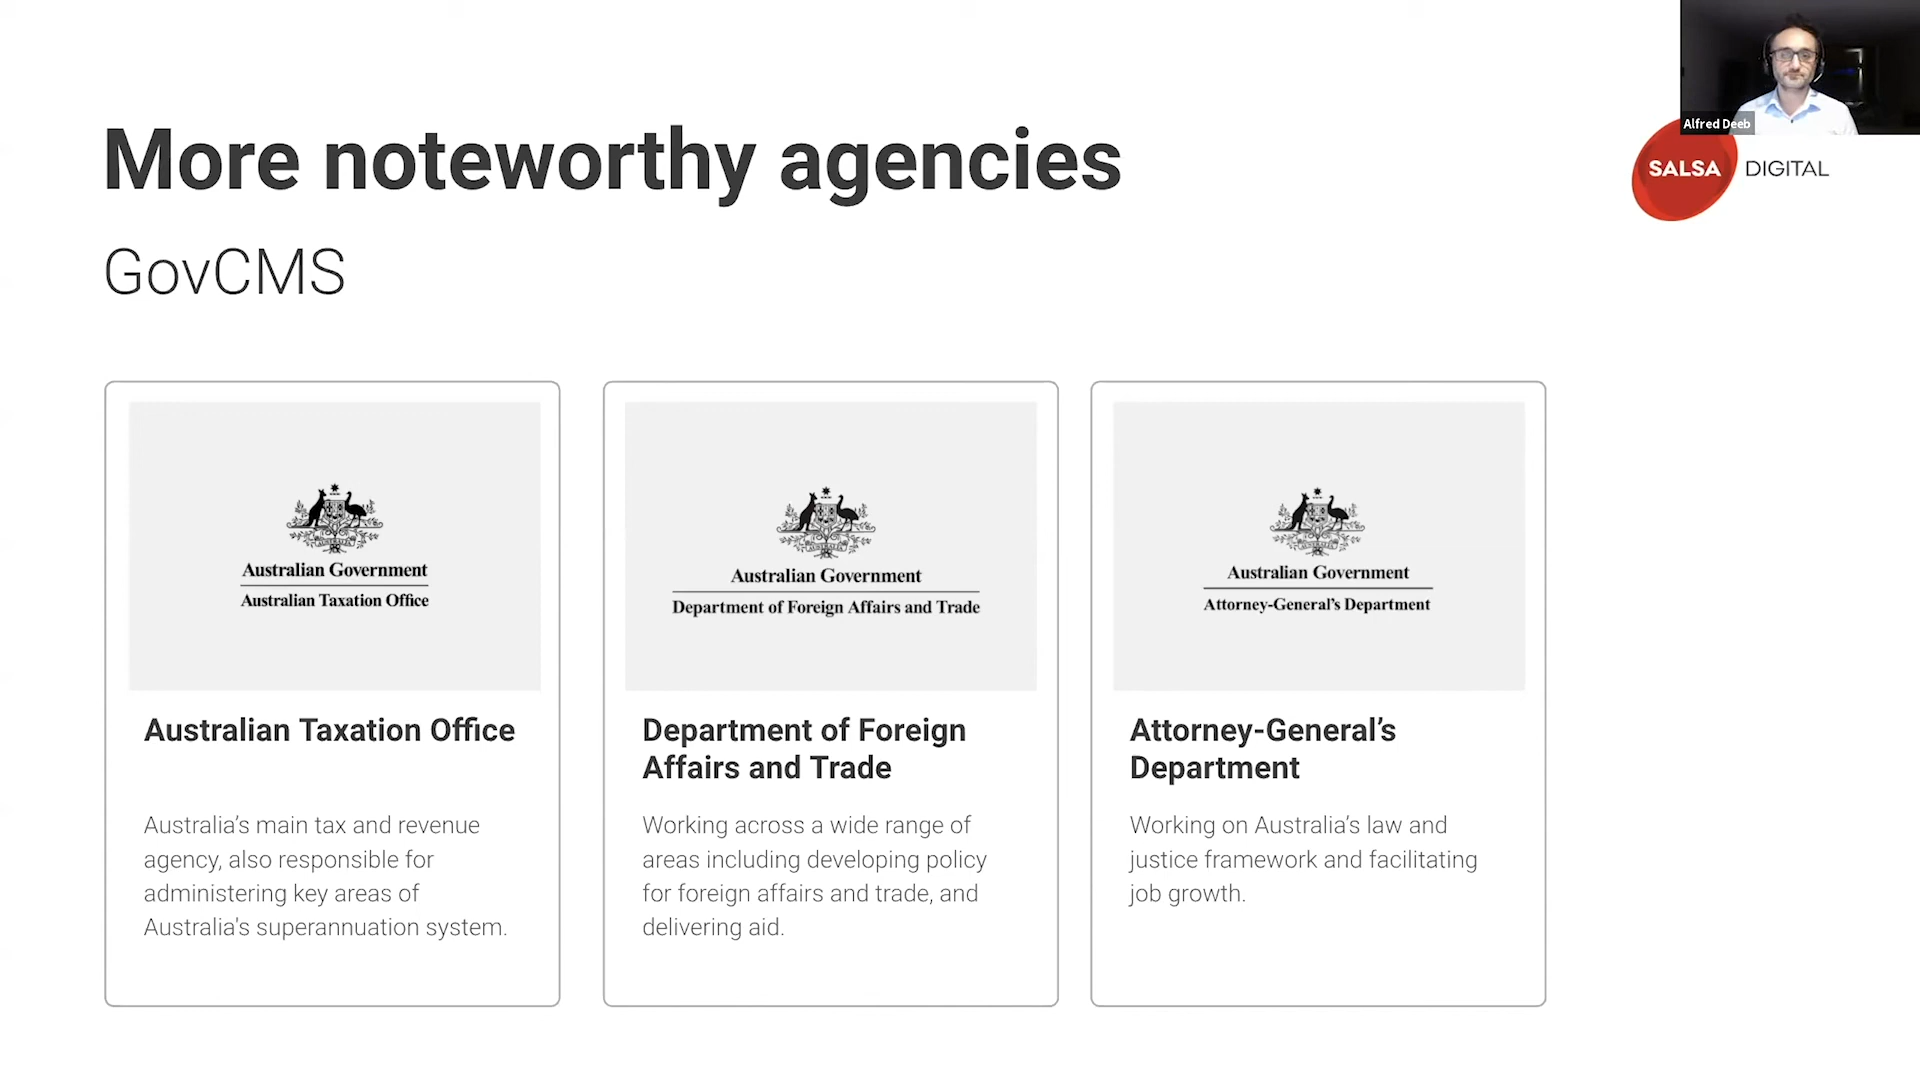 Alfred Deeb
SALSA DIGITAL
More noteworthy agencies
GovCMS
Australian Government
Australian Taxation Office
Australian Taxation Office
Australia’s main tax and revenue
agency, also responsible for
administering key areas of
Australia's superannuation system.
Australian Government
Department of Foreign Affairs and Trade
Department of Foreign
Affairs and Trade
Working across a wide range of
areas including developing policy
for foreign affairs and trade, and
delivering aid.
Australian Government
Attorney-General’s Department
Attorney-General’s
Department
Working on Australia’s law and
justice framework and facilitating
job growth.